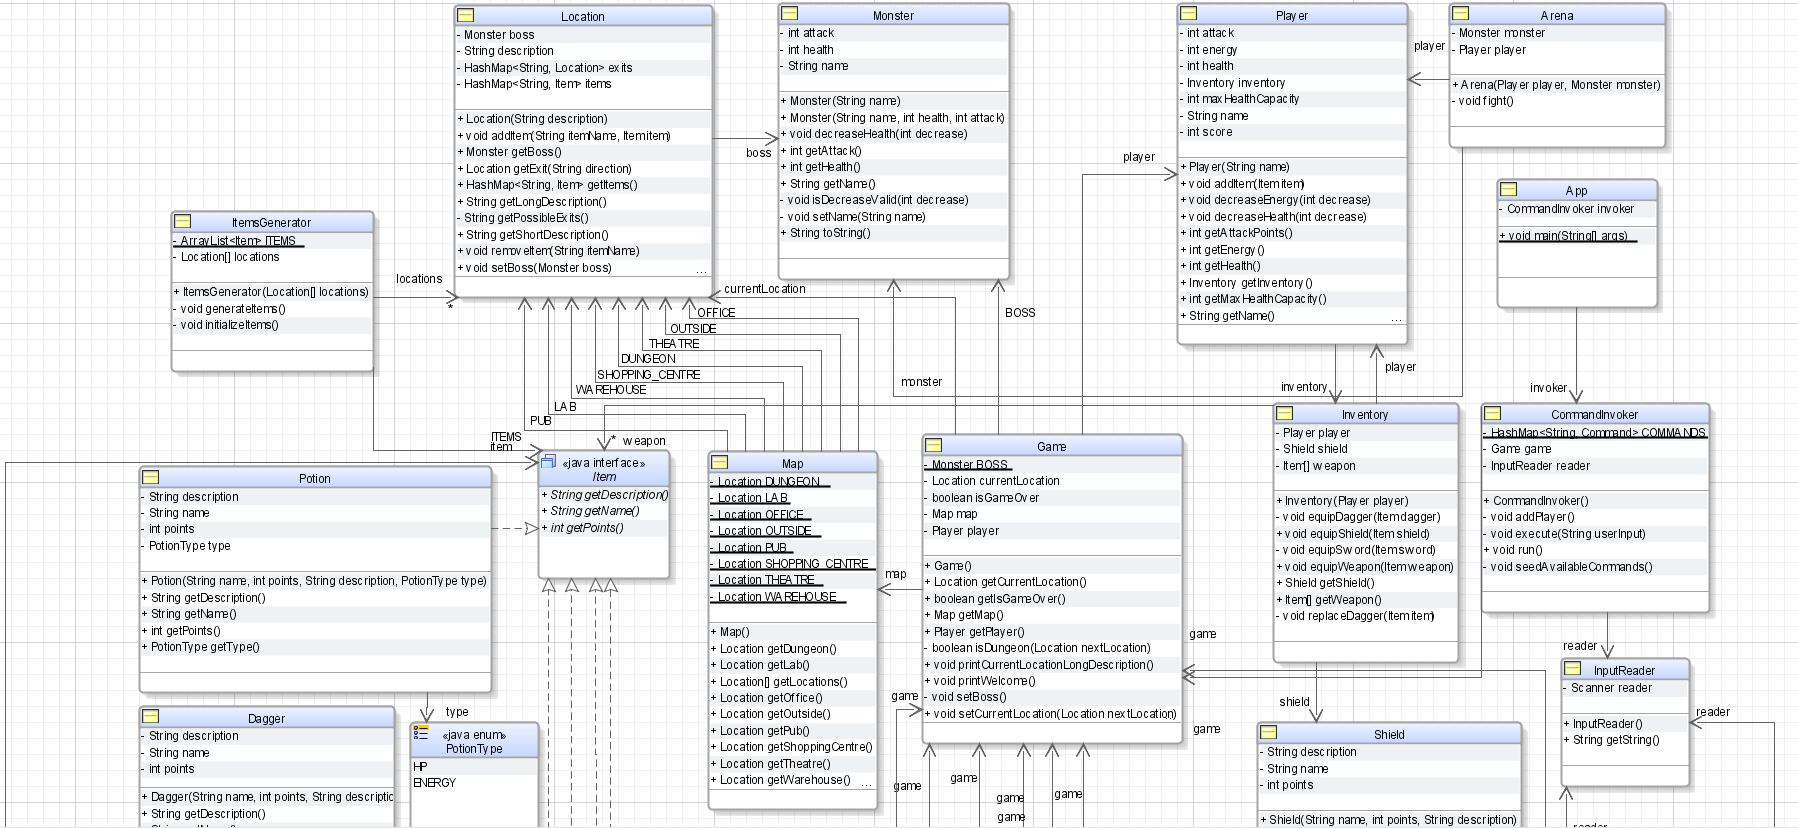 Location
- Monster boss
- String description
- HashMap<String, Location> exits
- HashMap<String, Item> items
+ Location(String description)
+ void addItem(String itemName, Item item)
+ Monster getBoss()
+ Location getExit(String direction)
+ HashMap<String, Item> getItems()
+ String getLongDescription()
- String getPossibleExits()
+ String getShortDescription()
+ void removeItem(String itemName)
+ void setBoss(Monster boss)
...
Monster
- int attack
- int health
- String name
+ Monster(String name)
+ Monster(String name, int health, int attack)
+ void decreaseHealth(int decrease)
+ int getAttack()
+ int getHealth()
+ String getName()
- void isDecreaseValid(int decrease)
- void setName(String name)
+ String toString()
Player
- int attack
- int energy
- int health
- Inventory inventory
- int maxHealthCapacity
- String name
- int score
+ Player(String name)
+ void addItem(Item item)
+ void decreaseEnergy(int decrease)
+ void decreaseHealth(int decrease)
+ int getAttackPoints()
+ int getEnergy()
+ int getHealth()
+ Inventory getInventory()
+ int getMaxHealthCapacity()
+ String getName()
...
Arena
- Monster monster
- Player player
+ Arena(Player player, Monster monster)
- void fight()
player
boss
player
App
- CommandInvoker invoker
+ void main(String[] args)
ItemsGenerator
- ArrayList<Item> ITEMS
- Location[] locations
+ ItemsGenerator(Location[] locations)
- void generateItems()
- void initializeItems()
locations
*
currentLocation
OFFICE
OUTSIDE
THEATRE
DUNGEON
SHOPPING_CENTRE
WAREHOUSE
LAB
PUB
BOSS
monster
inventory
player
invoker
ITEMS
item
* weapon
«java interface»
Item
+ String getDescription()
+ String getName()
+ int getPoints()
Potion
- String description
- String name
- int points
- PotionType type
+ Potion(String name, int points, String description, PotionType type)
+ String getDescription()
+ String getName()
+ int getPoints()
+ PotionType getType()
type
Map
- Location DUNGEON
- Location LAB
- Location OFFICE
- Location OUTSIDE
- Location PUB
- Location SHOPPING_CENTRE
- Location THEATRE
- Location WAREHOUSE
+ Map()
+ Location getDungeon()
+ Location getLab()
+ Location[] getLocations()
+ Location getOffice()
+ Location getOutside()
+ Location getPub()
+ Location getShoppingCentre()
+ Location getTheatre()
+ Location getWarehouse()
...
map
Game
- Monster BOSS
- Location currentLocation
- boolean isGameOver
- Map map
- Player player
+ Game()
+ Location getCurrentLocation()
+ boolean getIsGameOver()
+ Map getMap()
+ Player getPlayer()
- boolean isDungeon(Location nextLocation)
+ void printCurrentLocationLongDescription()
+ void printWelcome()
- void setBoss()
+ void setCurrentLocation(Location nextLocation)
game
game
game
game
game
game
game
game
Inventory
- Player player
- Shield shield
- Item[] weapon
+ Inventory(Player player)
- void equipDagger(Item dagger)
+ void equipShield(Item shield)
- void equipSword(Item sword)
+ void equipWeapon(Item weapon)
+ Shield getShield()
+ Item[] getWeapon()
- void replaceDagger(Item item)
shield
CommandInvoker
- HashMap<String, Command> COMMANDS
- Game game
- InputReader reader
+ CommandInvoker()
- void addPlayer()
- void execute(String userInput)
+ void run()
- void seedAvailableCommands()
reader
InputReader
- Scanner reader
+ InputReader()
+ String getString()
reader
reader
Shield
- String description
- String name
- int points
+ Shield(String name, int points, String description)
Dagger
- String description
- String name
- int points
+ Dagger(String name, int points, String descriptio
+ String getDescription()
«java enum»
PotionType
HP
ENERGY